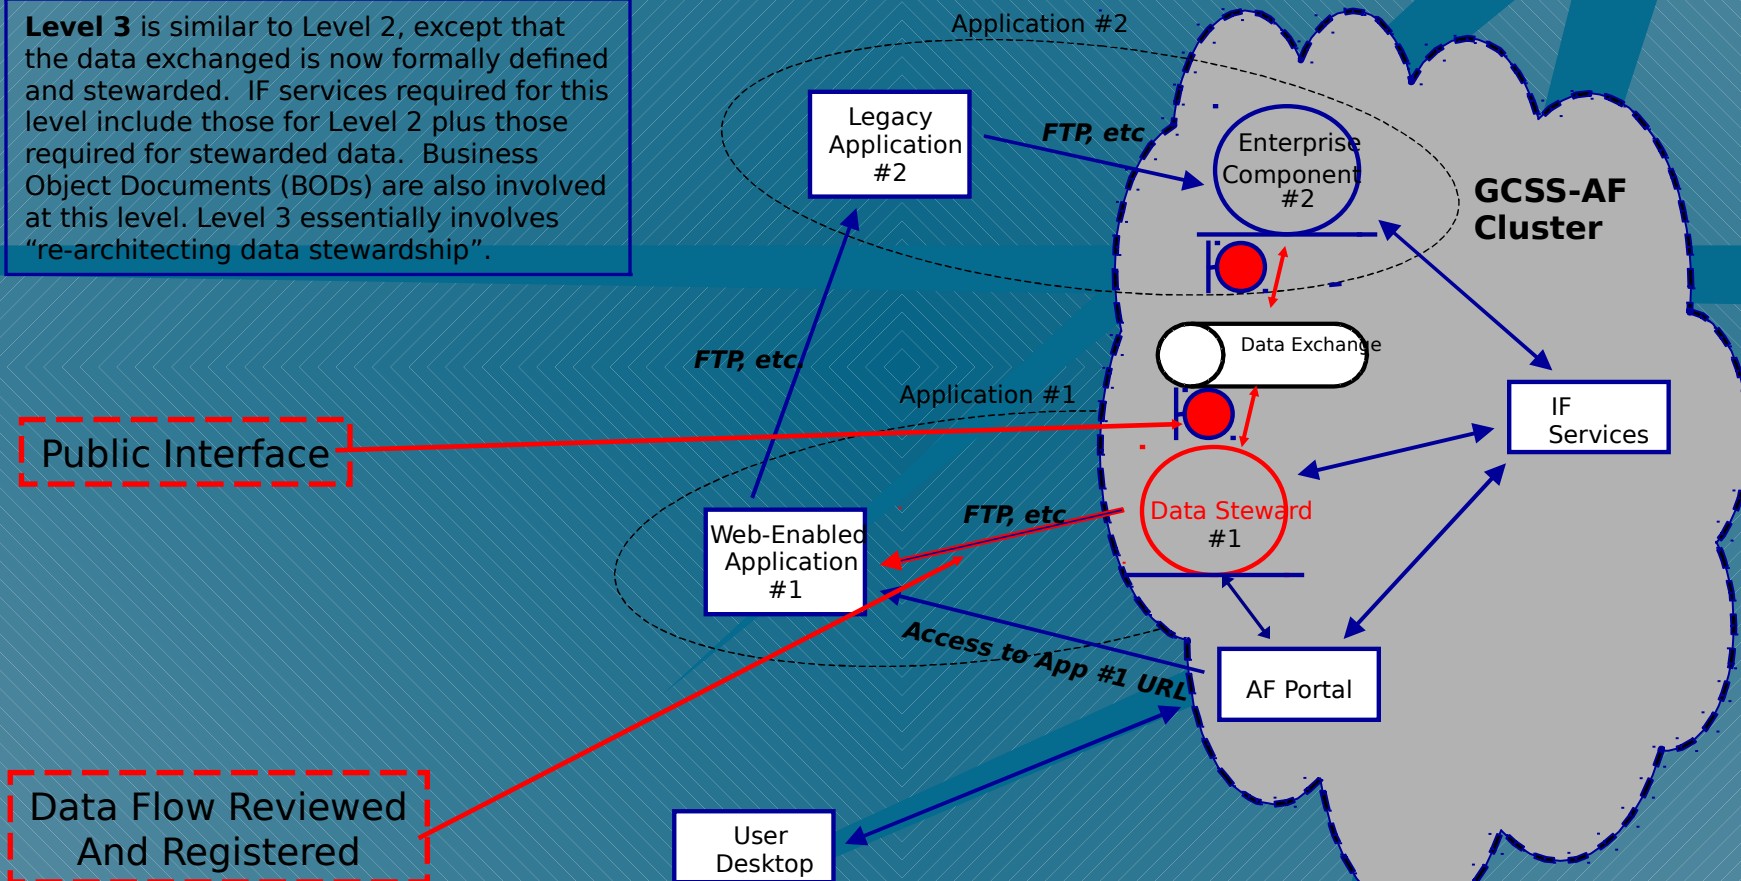 Level 3 is similar to Level 2, except that
the data exchanged is now formally defined
and stewarded.  IF services required for this
level include those for Level 2 plus those
required for stewarded data.  Business
Object Documents (BODs) are also involved
at this level. Level 3 essentially involves
“re-architecting data stewardship”.
Application #2
Legacy
Application
#2
FTP, etc
Enterprise
Component
#2
GCSS-AF
Cluster
Data Exchange
FTP, etc.
Application #1
IF
Services
Public Interface
Web-Enabled
Application
#1
FTP, etc
Data Steward
#1
Access to App #1 URL
AF Portal
Data Flow Reviewed
And Registered
User
Desktop